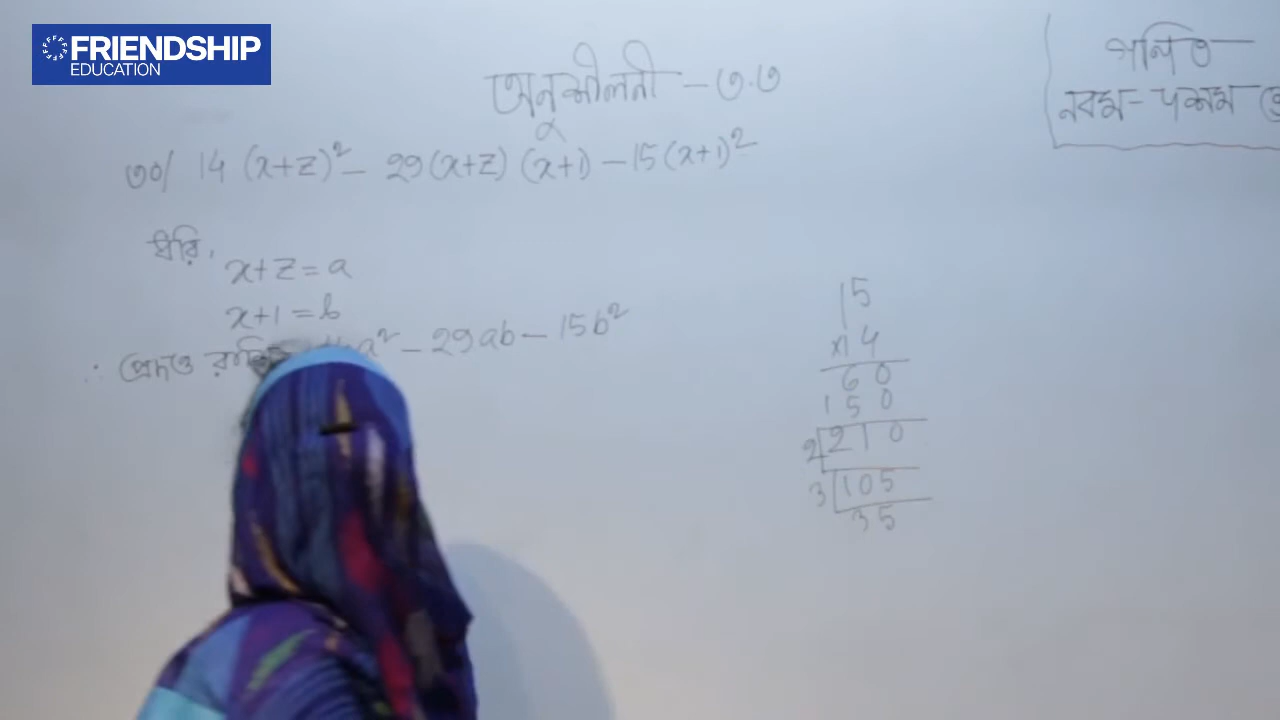 FRIENDSHIP
EDUCATION
অনুশীলনী – ৩.৩
গণিত
নবম – দশম
৩০/ 14 (x+z)² – 29(x+z) (x+1) – 15(x+1)²
ধরি,
x+z = a
x+1 = b
∴ প্রদত্ত a² – 29ab – 15b²
15
×14
60
150
2 210
3 105
35